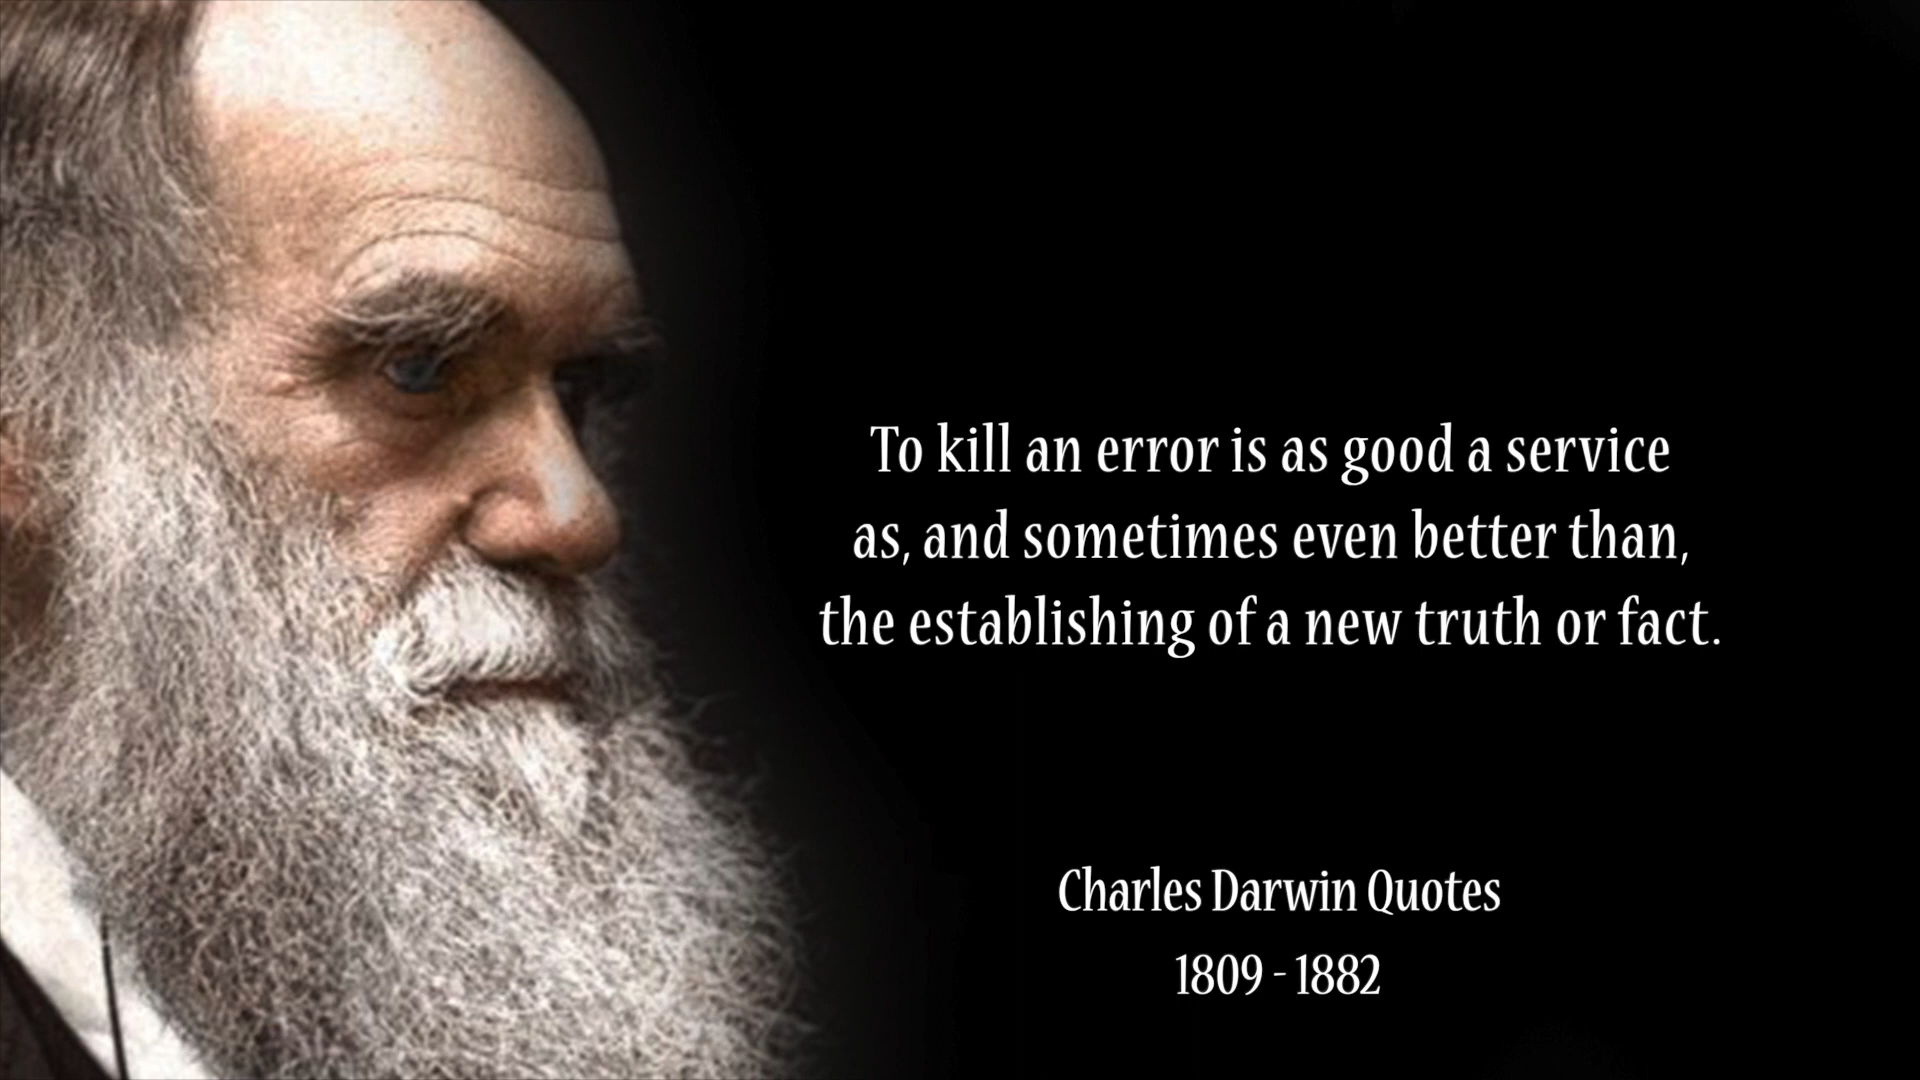 To kill an error is as good a service
as, and sometimes even better than,
the establishing of a new truth or fact.
Charles Darwin Quotes
1809 - 1882